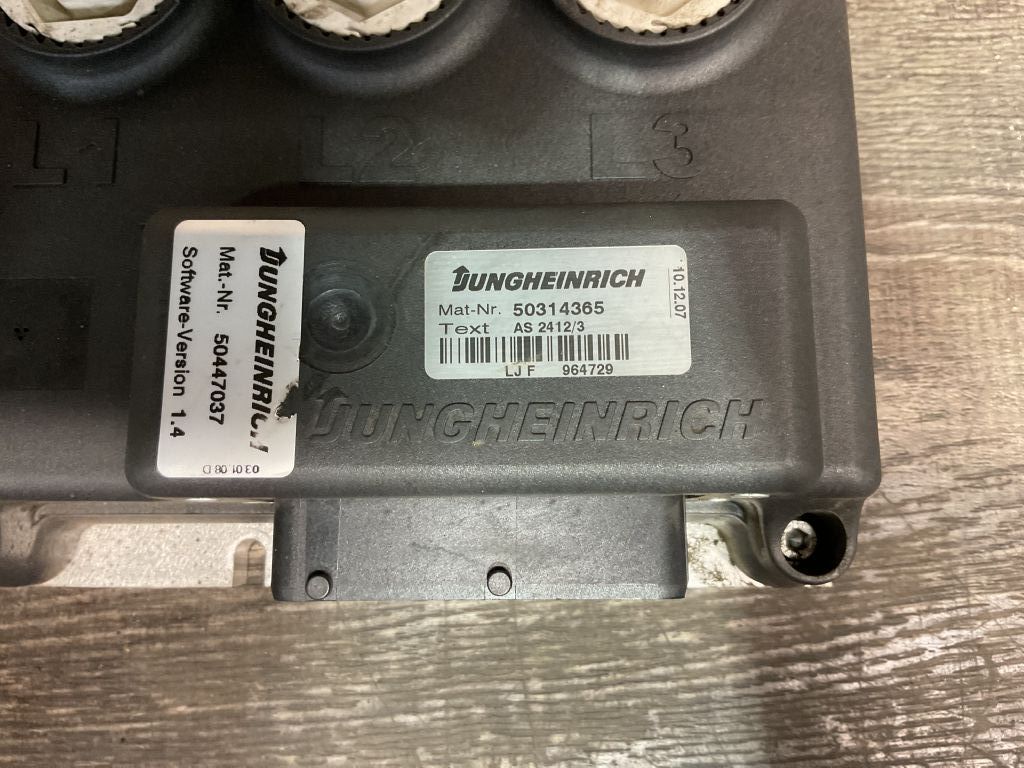 L1 L2 L3
JUNGHEINRICH
Mat.-Nr. 50447037
Software-Version 1.4
03.01.08 D
JUNGHEINRICH
10.12.07
Mat-Nr. 50314365
Text AS 2412/3
LJ F 964729
JUNGHEINRICH